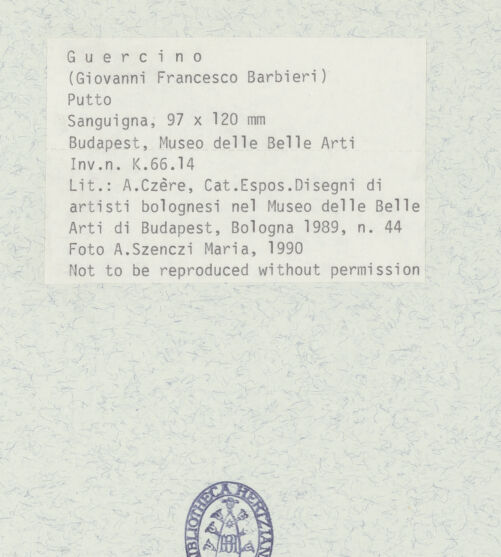 Guercino
(Giovanni Francesco Barbieri)
Putto
Sanguigna, 97 x 120 mm
Budapest, Museo delle Belle Arti
Inv.n. K.66.14
Lit.: A.Czère, Cat.Espos.Disegni di
artisti bolognesi nel Museo delle Belle
Arti di Budapest, Bologna 1989, n. 44
Foto A.Szenczi Maria, 1990
Not to be reproduced without permission
BIBLIOTHECA HERTZIAN